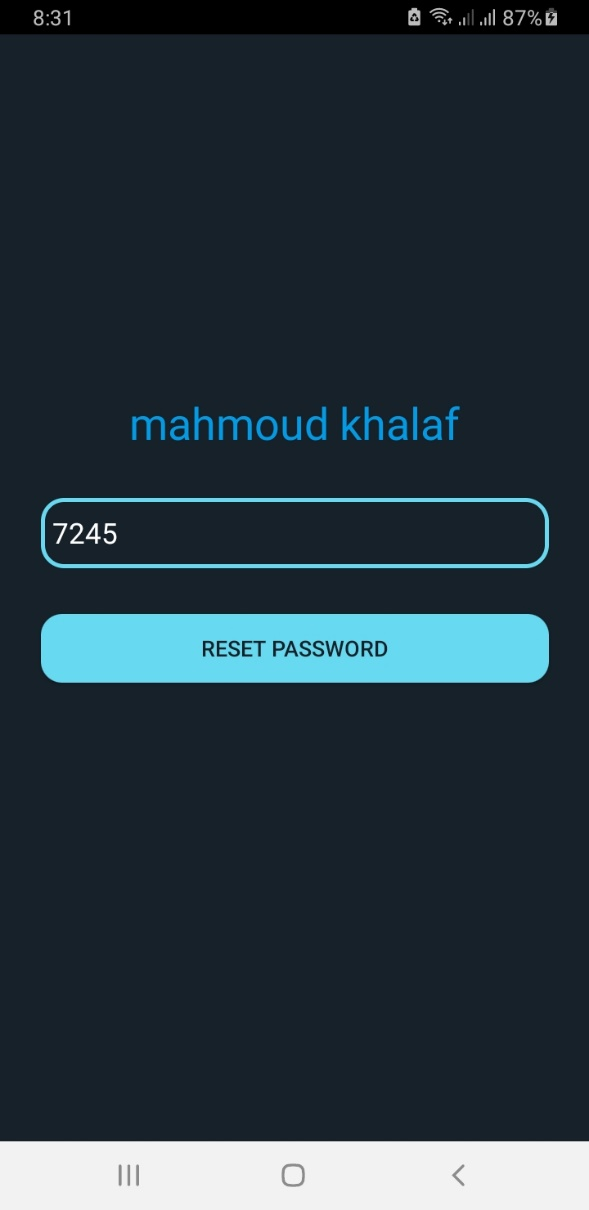 8:31 87%
mahmoud khalaf
7245
RESET PASSWORD